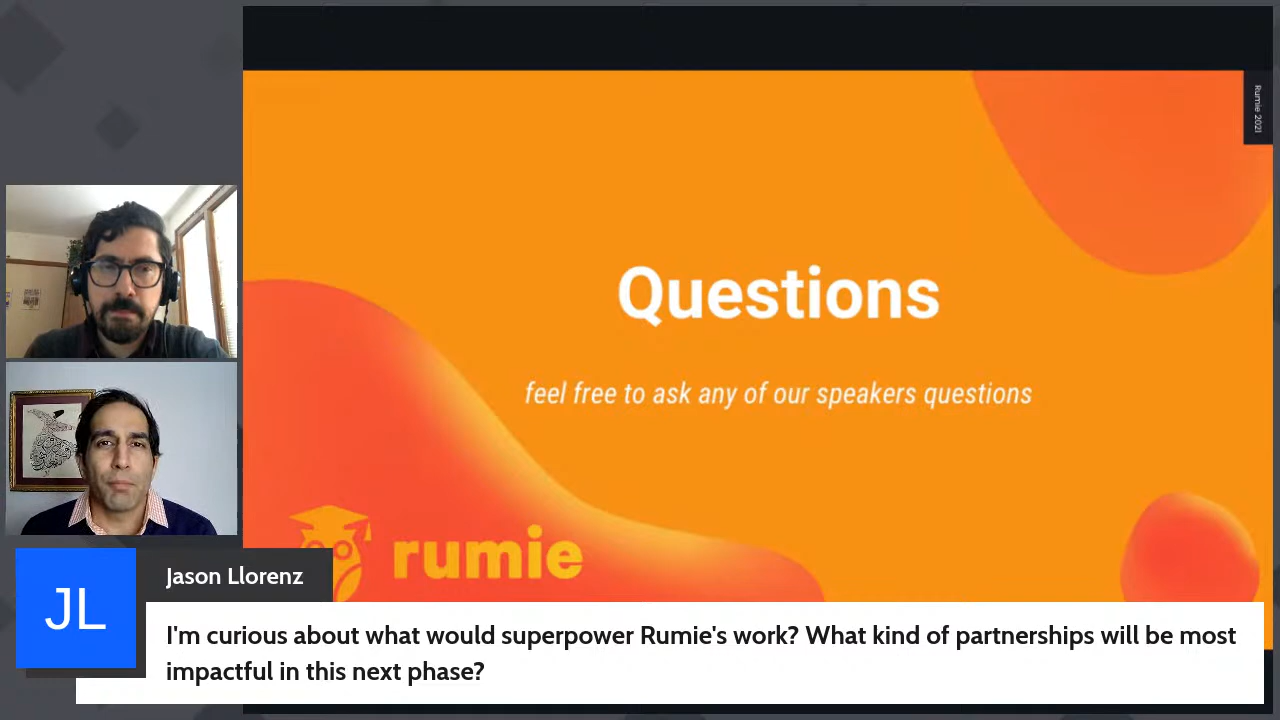 Rumie 2021
Questions
feel free to ask any of our speakers questions
rumie
JL
Jason Llorenz
I'm curious about what would superpower Rumie's work? What kind of partnerships will be most
impactful in this next phase?